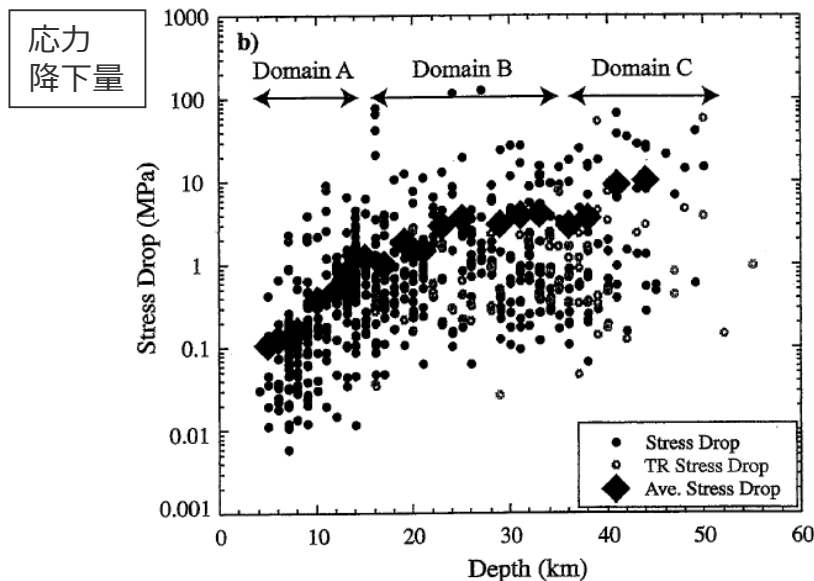 応力
降下量
b)
Domain A
Domain B
Domain C
Stress Drop (MPa)
1000
100
10
1
0.1
0.01
0.001
Stress Drop
TR Stress Drop
Ave. Stress Drop
0
10
20
30
40
50
60
Depth (km)